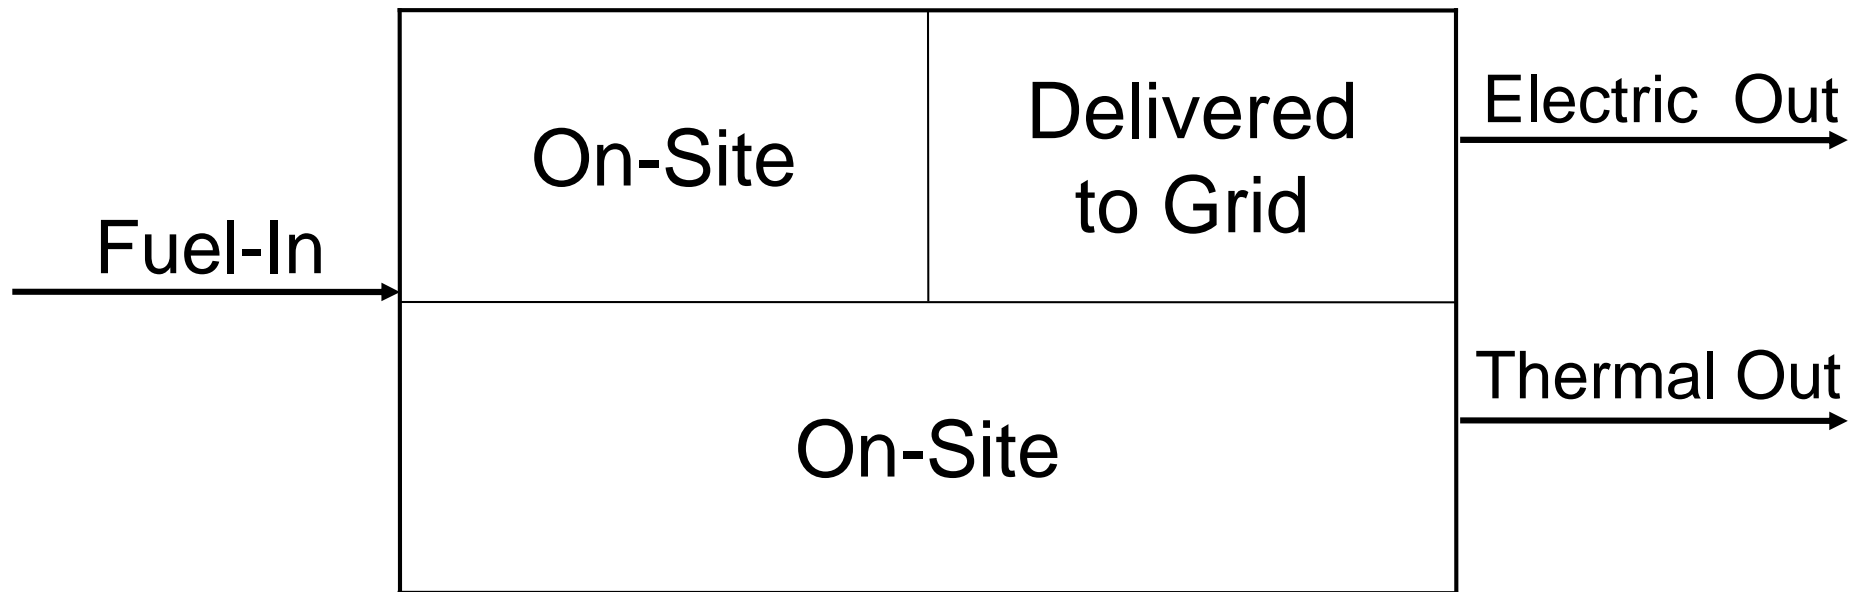 Fuel-In
On-Site
Delivered
to Grid
On-Site
Electric Out
Thermal Out